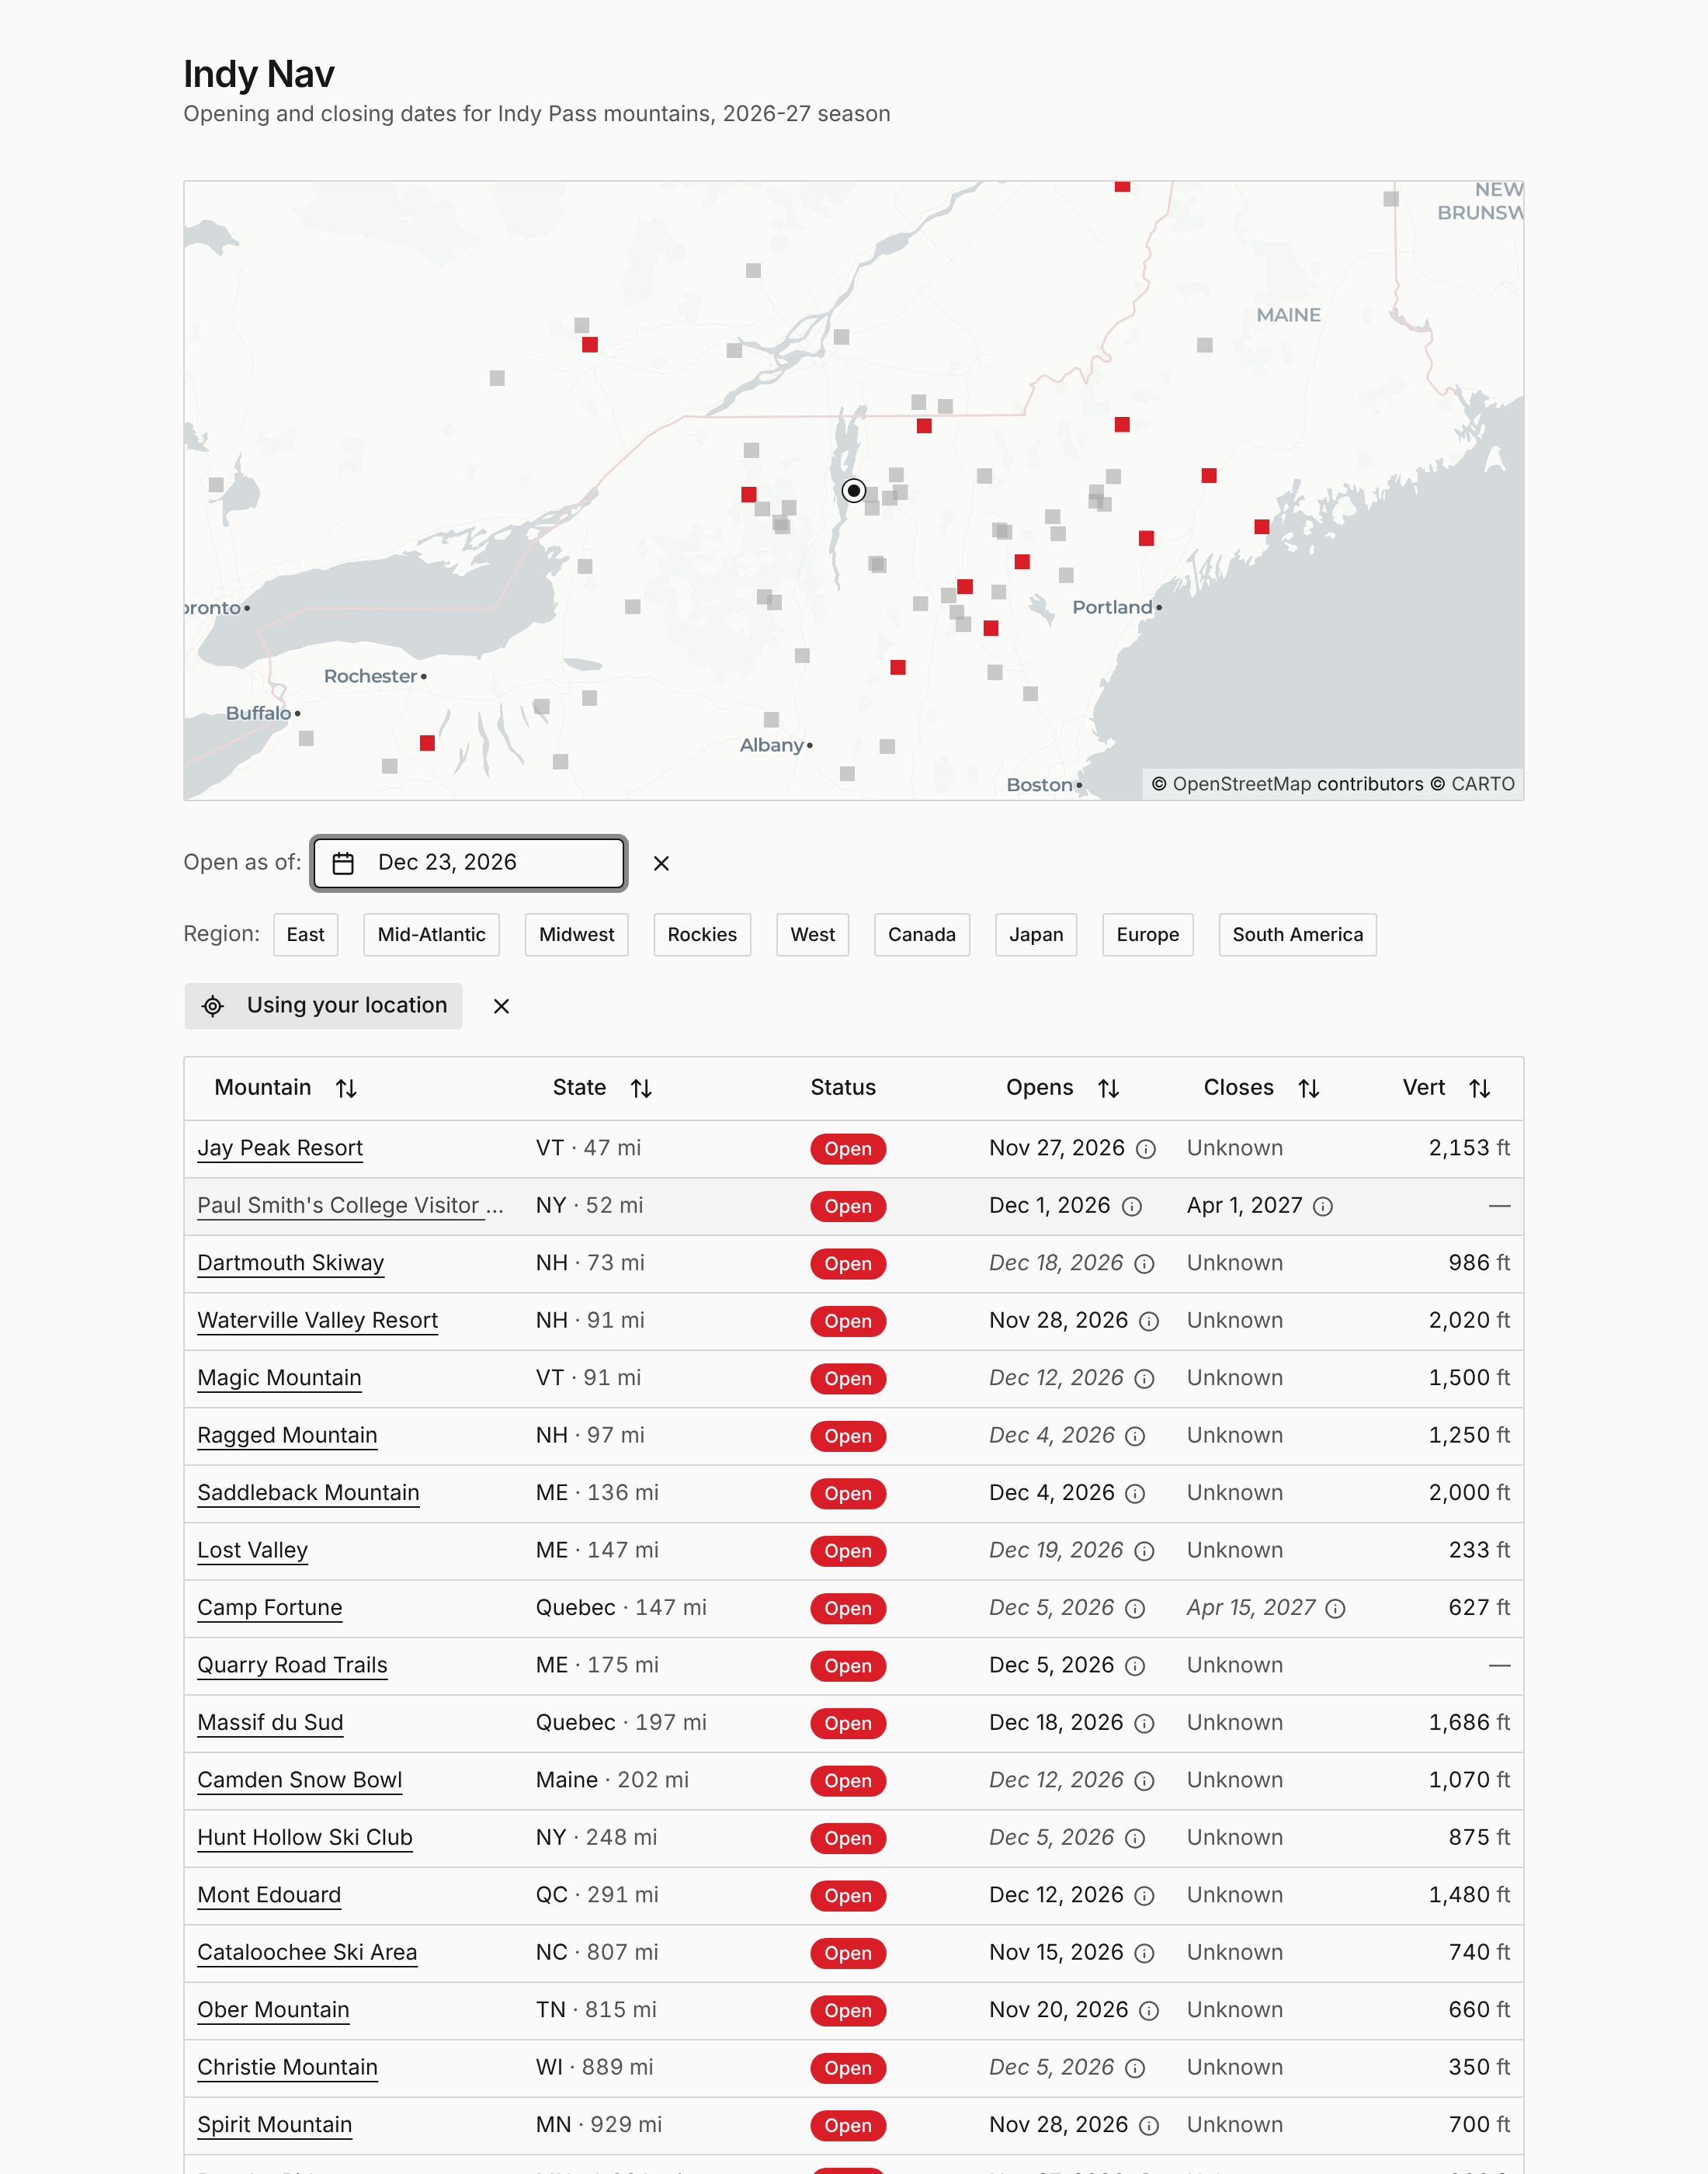 Indy Nav
Opening and closing dates for Indy Pass mountains, 2026-27 season
NEW
BRUNSW
MAINE
oronto
Portland
Rochester
Buffalo
Albany
Boston
© OpenStreetMap contributors © CARTO
Open as of: Dec 23, 2026
Region: East Mid-Atlantic Midwest Rockies West Canada Japan Europe South America
Using your location
Mountain State Status Opens Closes Vert
Jay Peak Resort VT · 47 mi Open Nov 27, 2026 Unknown 2,153 ft
Paul Smith's College Visitor ... NY · 52 mi Open Dec 1, 2026 Apr 1, 2027 —
Dartmouth Skiway NH · 73 mi Open Dec 18, 2026 Unknown 986 ft
Waterville Valley Resort NH · 91 mi Open Nov 28, 2026 Unknown 2,020 ft
Magic Mountain VT · 91 mi Open Dec 12, 2026 Unknown 1,500 ft
Ragged Mountain NH · 97 mi Open Dec 4, 2026 Unknown 1,250 ft
Saddleback Mountain ME · 136 mi Open Dec 4, 2026 Unknown 2,000 ft
Lost Valley ME · 147 mi Open Dec 19, 2026 Unknown 233 ft
Camp Fortune Quebec · 147 mi Open Dec 5, 2026 Apr 15, 2027 627 ft
Quarry Road Trails ME · 175 mi Open Dec 5, 2026 Unknown —
Massif du Sud Quebec · 197 mi Open Dec 18, 2026 Unknown 1,686 ft
Camden Snow Bowl Maine · 202 mi Open Dec 12, 2026 Unknown 1,070 ft
Hunt Hollow Ski Club NY · 248 mi Open Dec 5, 2026 Unknown 875 ft
Mont Edouard QC · 291 mi Open Dec 12, 2026 Unknown 1,480 ft
Cataloochee Ski Area NC · 807 mi Open Nov 15, 2026 Unknown 740 ft
Ober Mountain TN · 815 mi Open Nov 20, 2026 Unknown 660 ft
Christie Mountain WI · 889 mi Open Dec 5, 2026 Unknown 350 ft
Spirit Mountain MN · 929 mi Open Nov 28, 2026 Unknown 700 ft